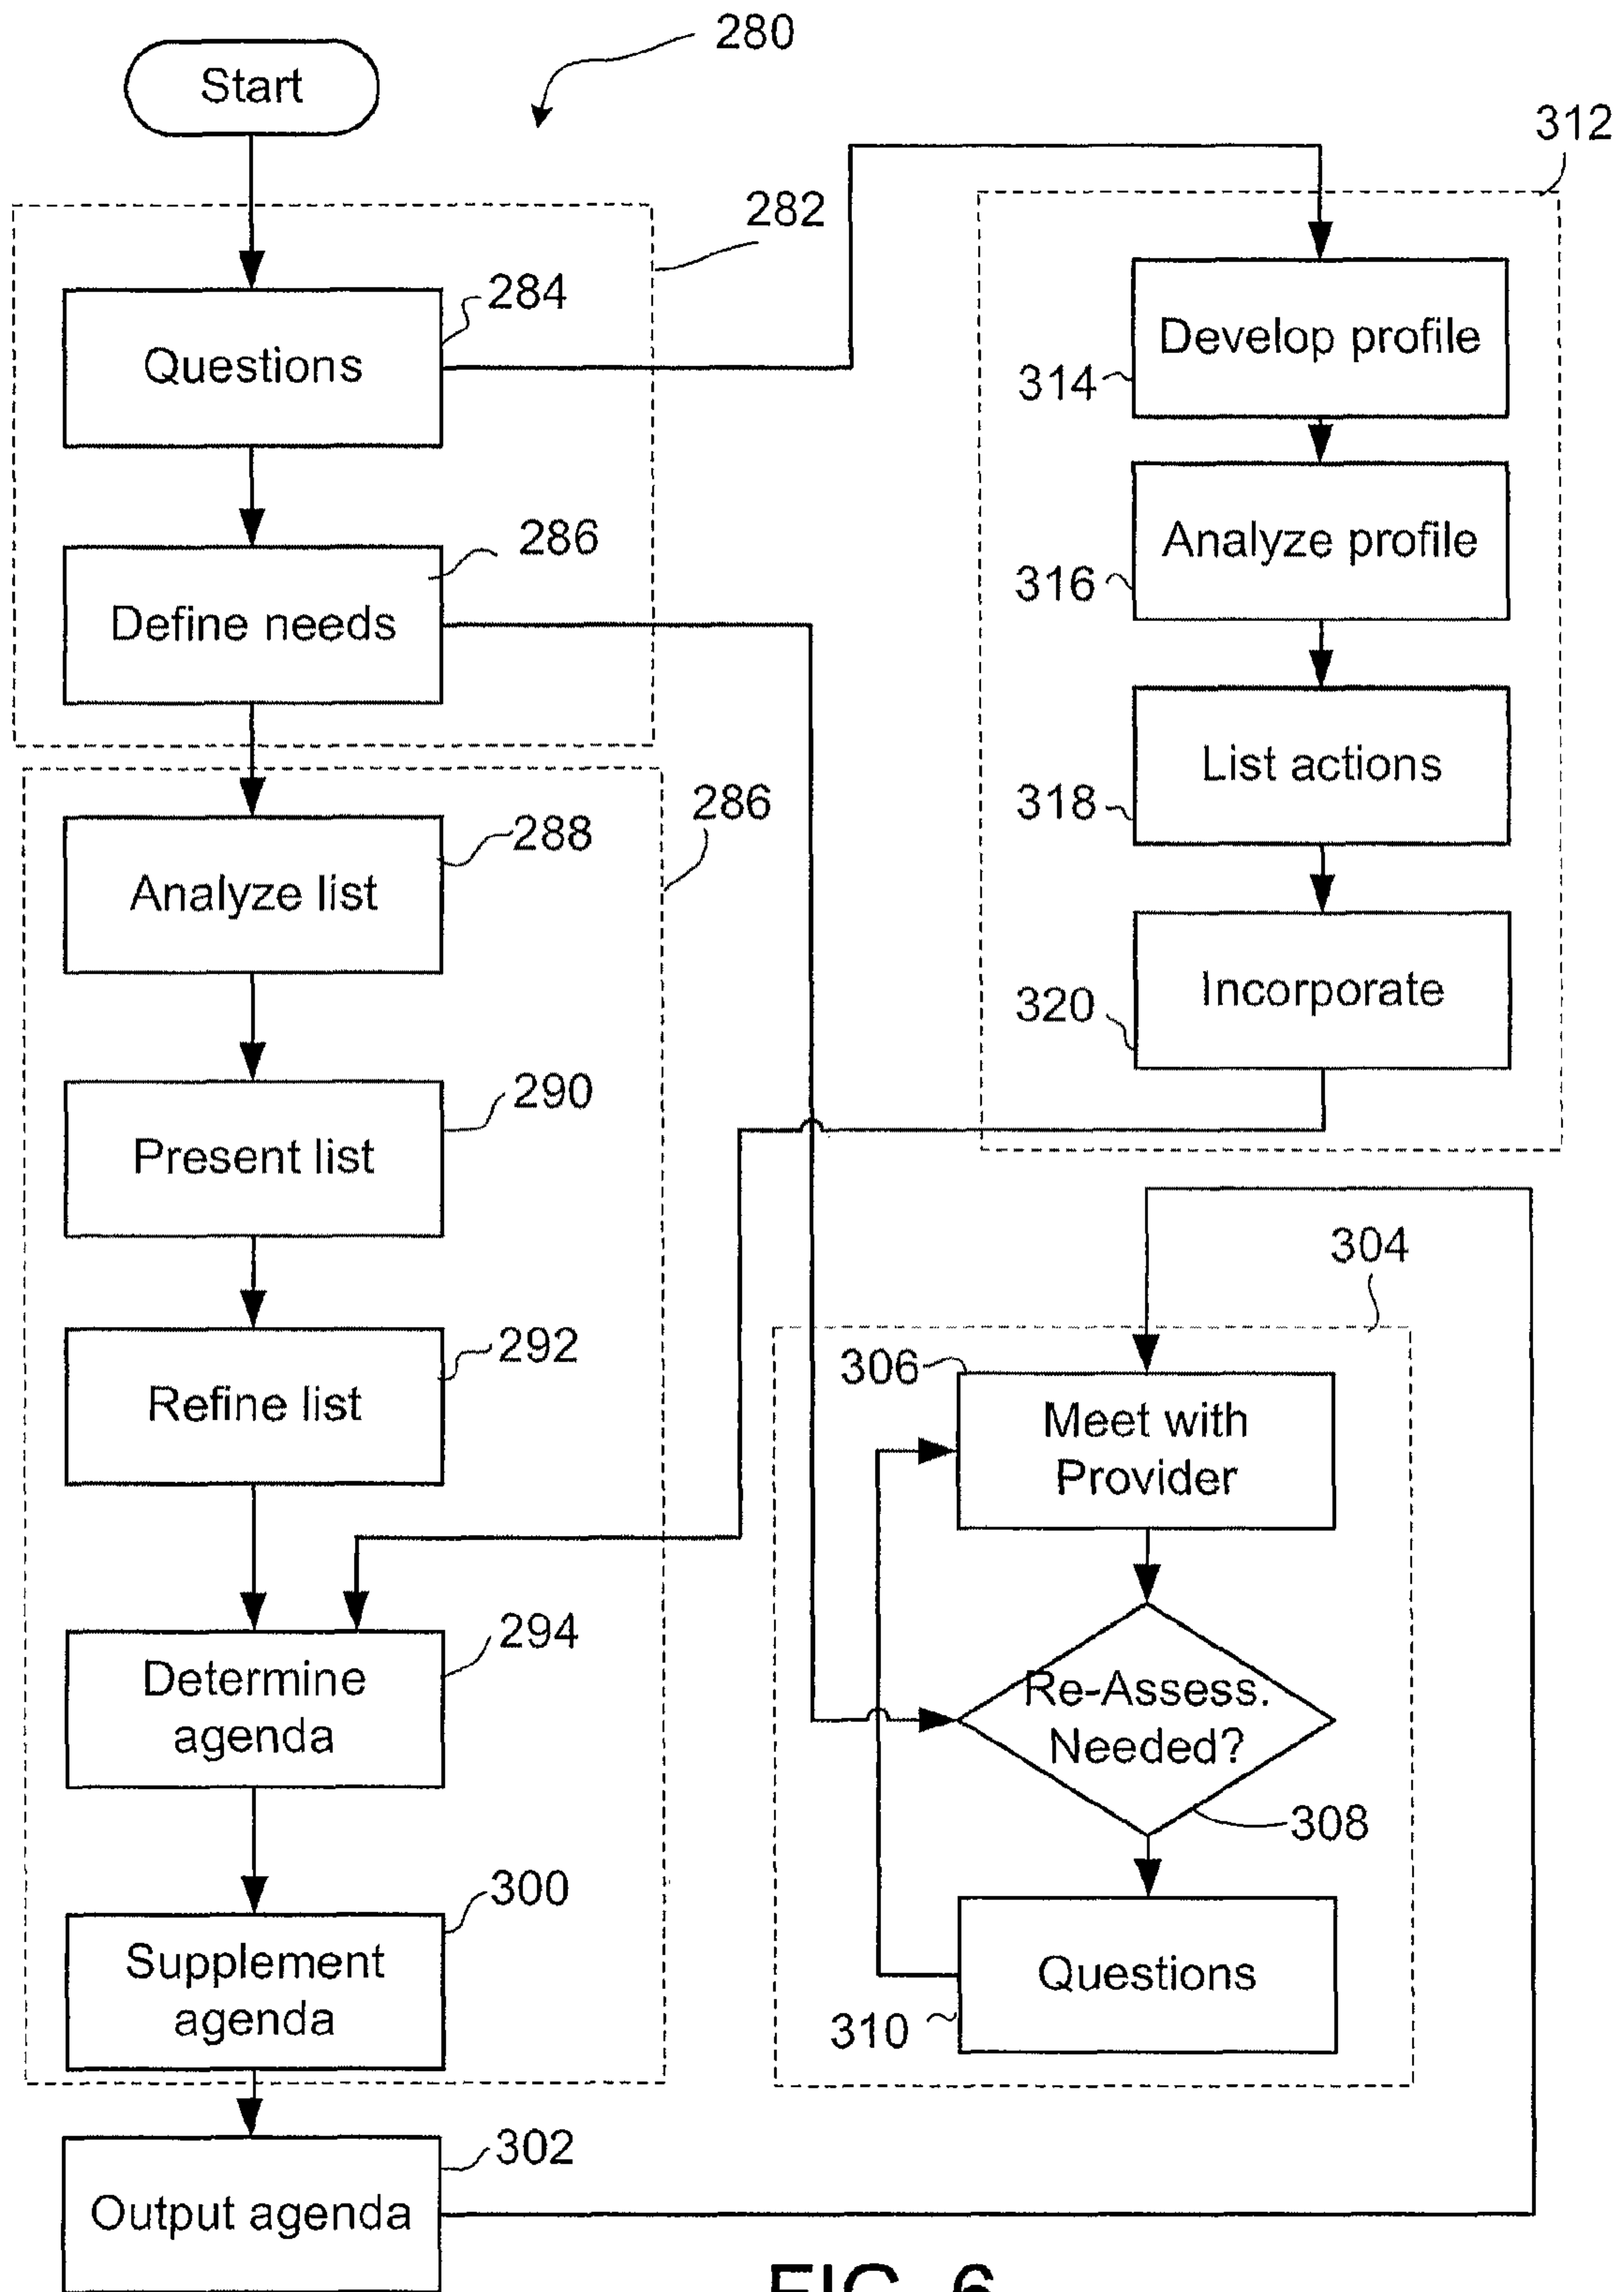 280
Start
312
282
284
Questions
Develop profile
314
286
Define needs
Analyze profile
316
List actions
318
286
288
Analyze list
Incorporate
320
290
Present list
304
292
Refine list
306
Meet with
Provider
294
Determine
agenda
Re-Assess.
Needed?
308
300
Supplement
agenda
Questions
310
302
Output agenda
FIG. 6